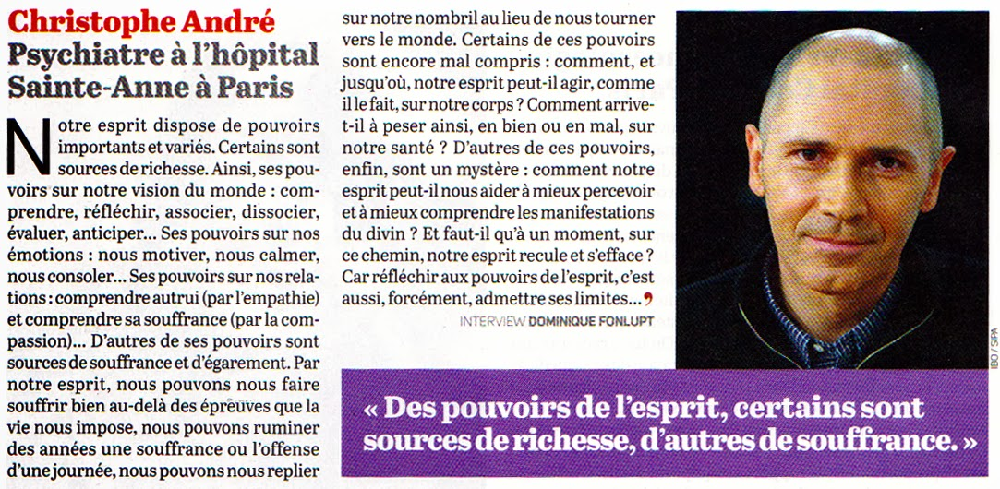 Christophe André
Psychiatre à l'hôpital
Sainte-Anne à Paris
Notre esprit dispose de pouvoirs
importants et variés. Certains sont
sources de richesse. Ainsi, ses pou-
voirs sur notre vision du monde : com-
prendre, réfléchir, associer, dissocier,
évaluer, anticiper... Ses pouvoirs sur nos
émotions : nous motiver, nous calmer,
nous consoler... Ses pouvoirs sur nos rela-
tions : comprendre autrui (par l'empathie)
et comprendre sa souffrance (par la com-
passion)... D'autres de ses pouvoirs sont
sources de souffrance et d'égarement. Par
notre esprit, nous pouvons nous faire
souffrir bien au-delà des épreuves que la
vie nous impose, nous pouvons ruminer
des années une souffrance ou l'offense
d'une journée, nous pouvons nous replier
sur notre nombril au lieu de nous tourner
vers le monde. Certains de ces pouvoirs
sont encore mal compris : comment, et
jusqu'où, notre esprit peut-il agir, comme
il le fait, sur notre corps ? Comment arrive-
t-il à peser ainsi, en bien ou en mal, sur
notre santé ? D'autres de ces pouvoirs,
enfin, sont un mystère : comment notre
esprit peut-il nous aider à mieux percevoir
et à mieux comprendre les manifestations
du divin ? Et faut-il qu'à un moment, sur
ce chemin, notre esprit recule et s'efface ?
Car réfléchir aux pouvoirs de l'esprit, c'est
aussi, forcément, admettre ses limites...
INTERVIEW DOMINIQUE FONLUPT
IBO / SIPA
« Des pouvoirs de l'esprit, certains sont
sources de richesse, d'autres de souffrance. »